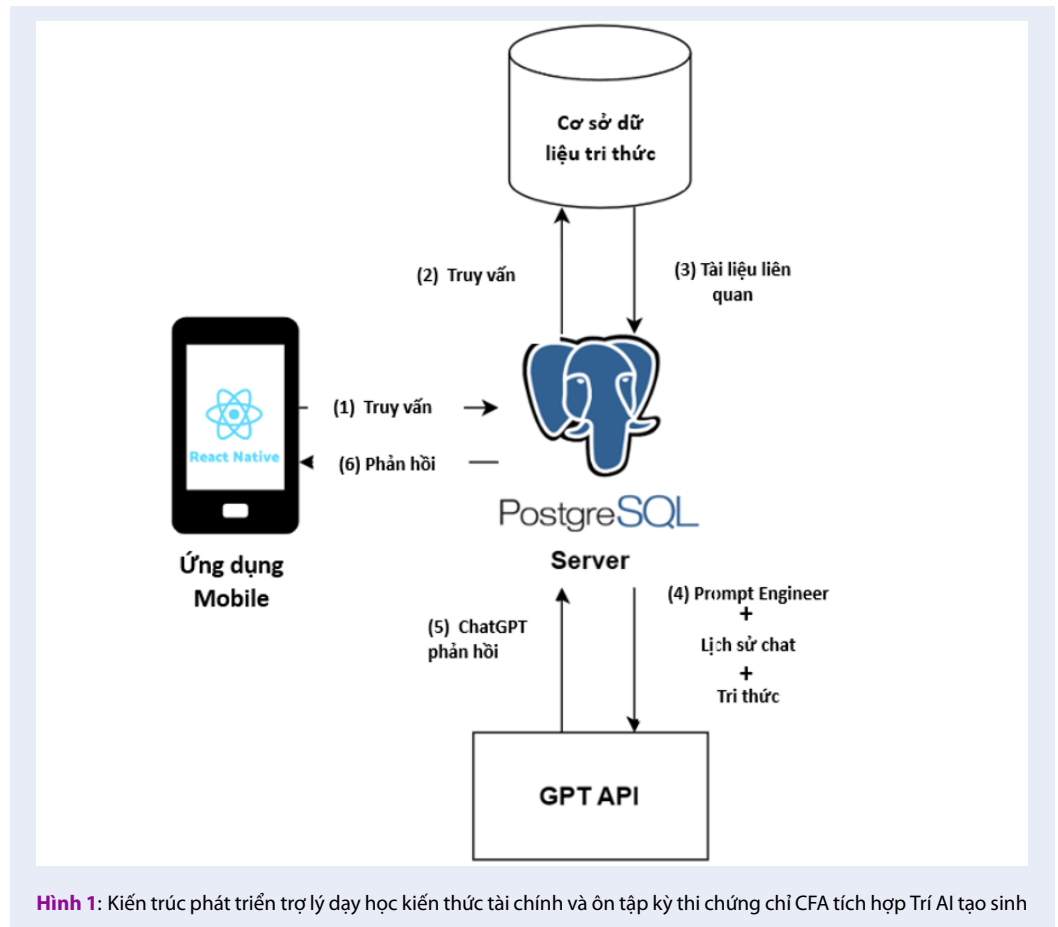 Cơ sở dữ
liệu tri thức
(2) Truy vấn
(3) Tài liệu liên
quan
(1) Truy vấn
(6) Phản hồi
React Native
PostgreSQL
Server
Ứng dụng
Mobile
(5) ChatGPT
phản hồi
(4) Prompt Engineer
+
Lịch sử chat
+
Tri thức
GPT API
Hình 1: Kiến trúc phát triển trợ lý dạy học kiến thức tài chính và ôn tập kỳ thi chứng chỉ CFA tích hợp Trí AI tạo sinh